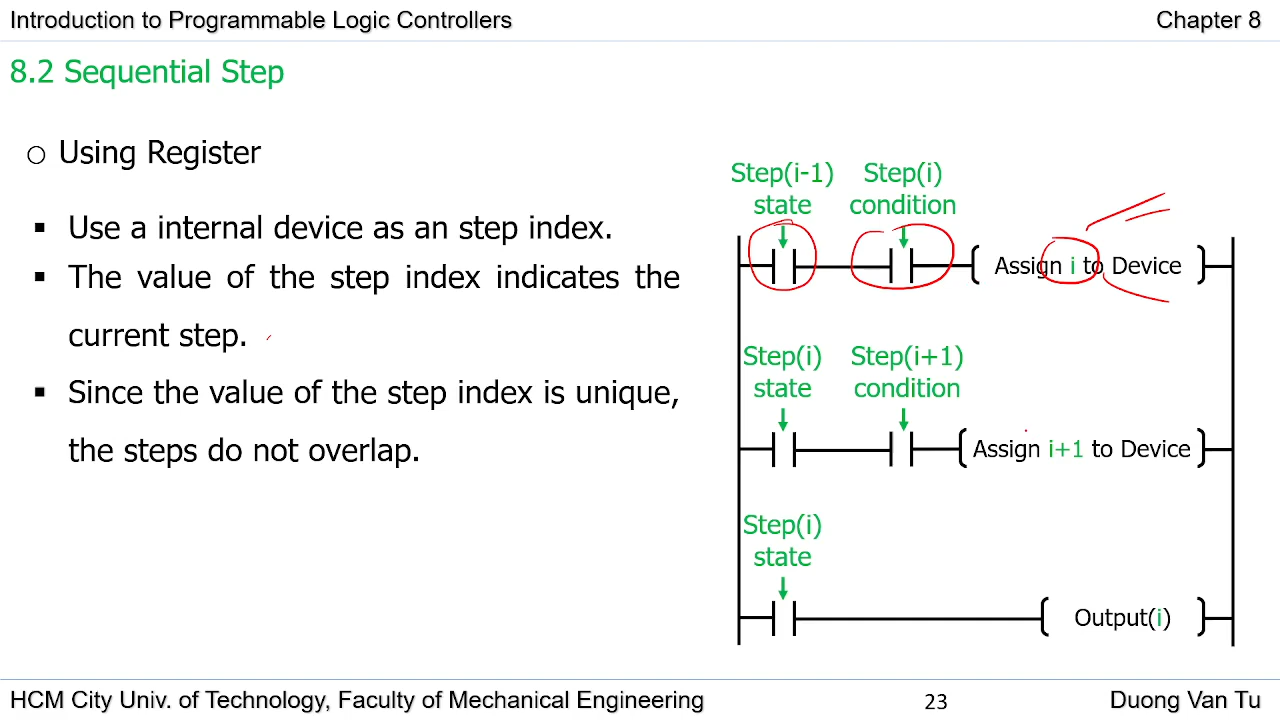 Introduction to Programmable Logic Controllers
Chapter 8
8.2 Sequential Step
○ Using Register
▪ Use a internal device as an step index.
▪ The value of the step index indicates the
current step.
▪ Since the value of the step index is unique,
the steps do not overlap.
Step(i-1)
state
Step(i)
condition
Assign i to Device
Step(i)
state
Step(i+1)
condition
Assign i+1 to Device
Step(i)
state
Output(i)
HCM City Univ. of Technology, Faculty of Mechanical Engineering
23
Duong Van Tu